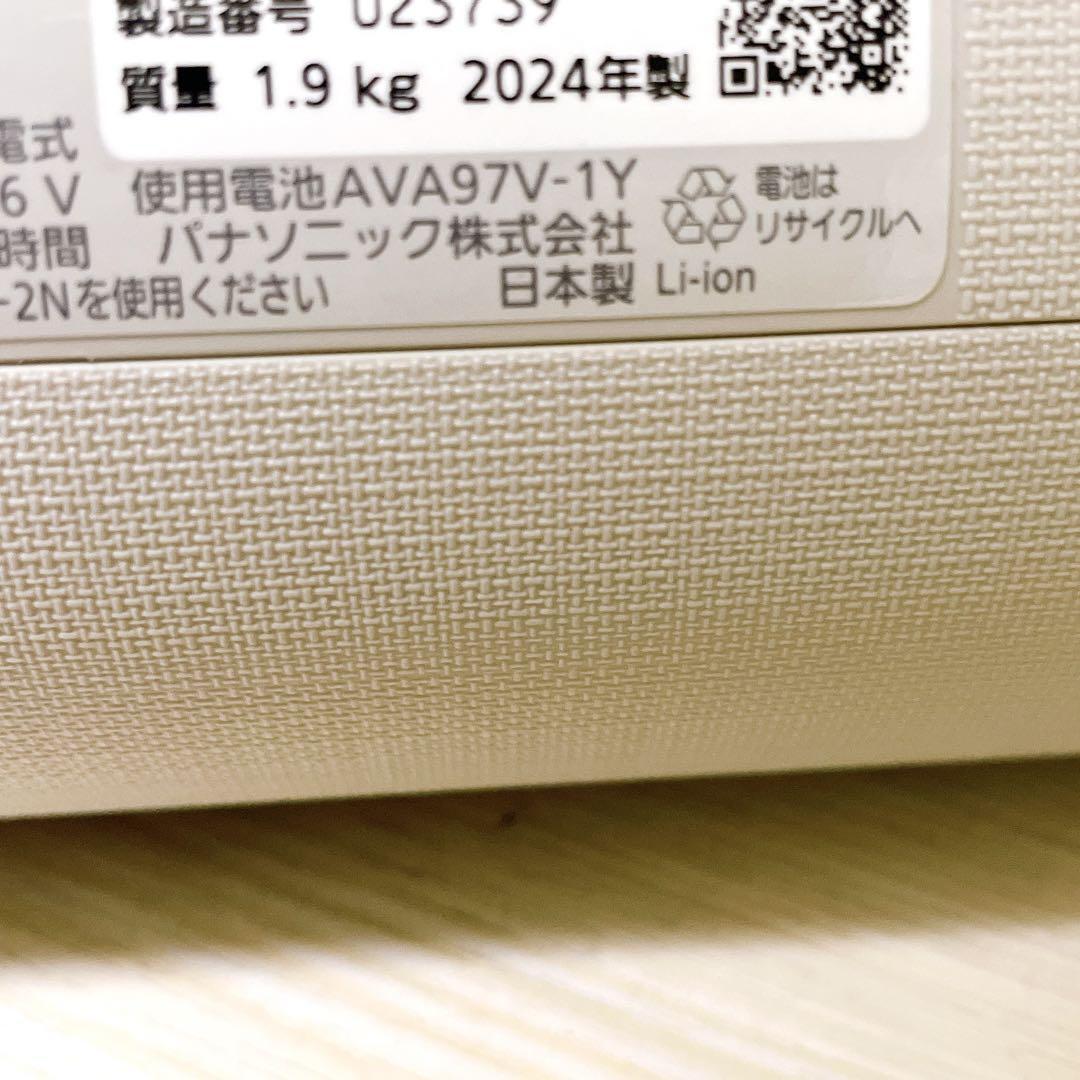 製造番号 023739
質量 1.9 kg 2024年製
電式
6 V 使用電池AVA97V-1Y
時間 パナソニック株式会社
-2Nを使用ください 日本製 Li-ion
電池は
リサイクルへ